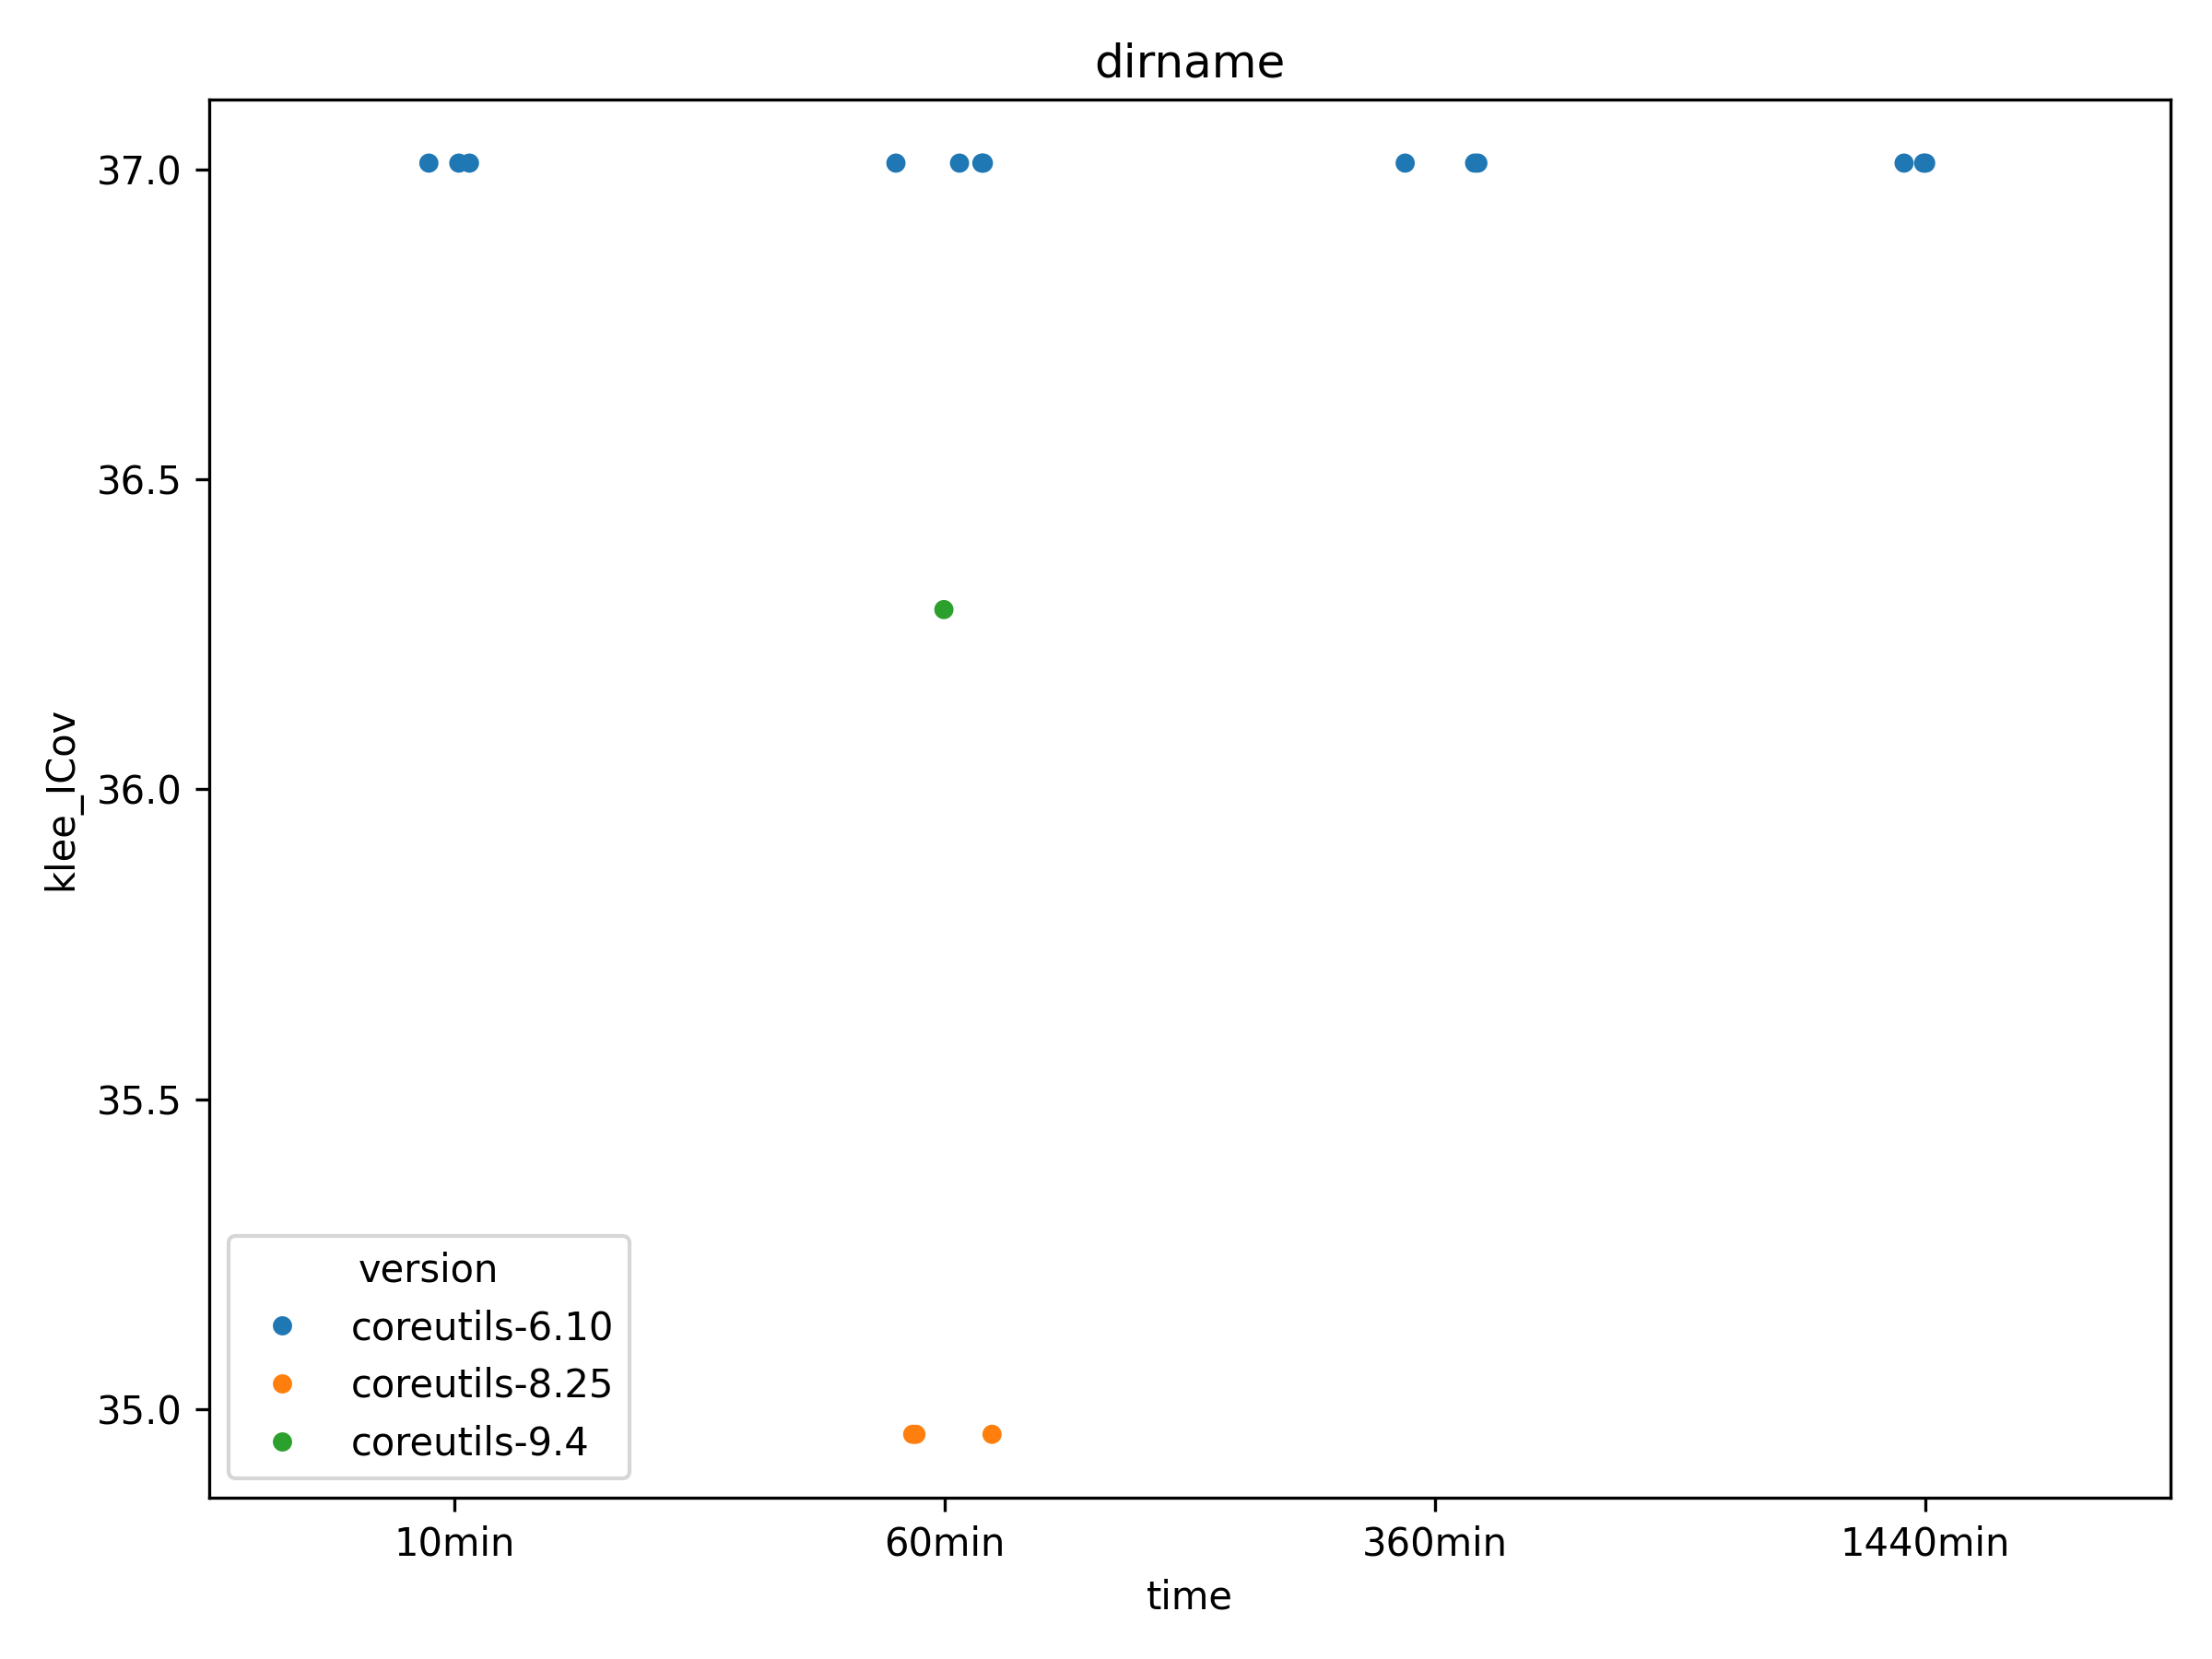 dirname
37.0
36.5
36.0
35.5
35.0
klee_ICov
version
coreutils-6.10
coreutils-8.25
coreutils-9.4
10min 60min 360min 1440min
time